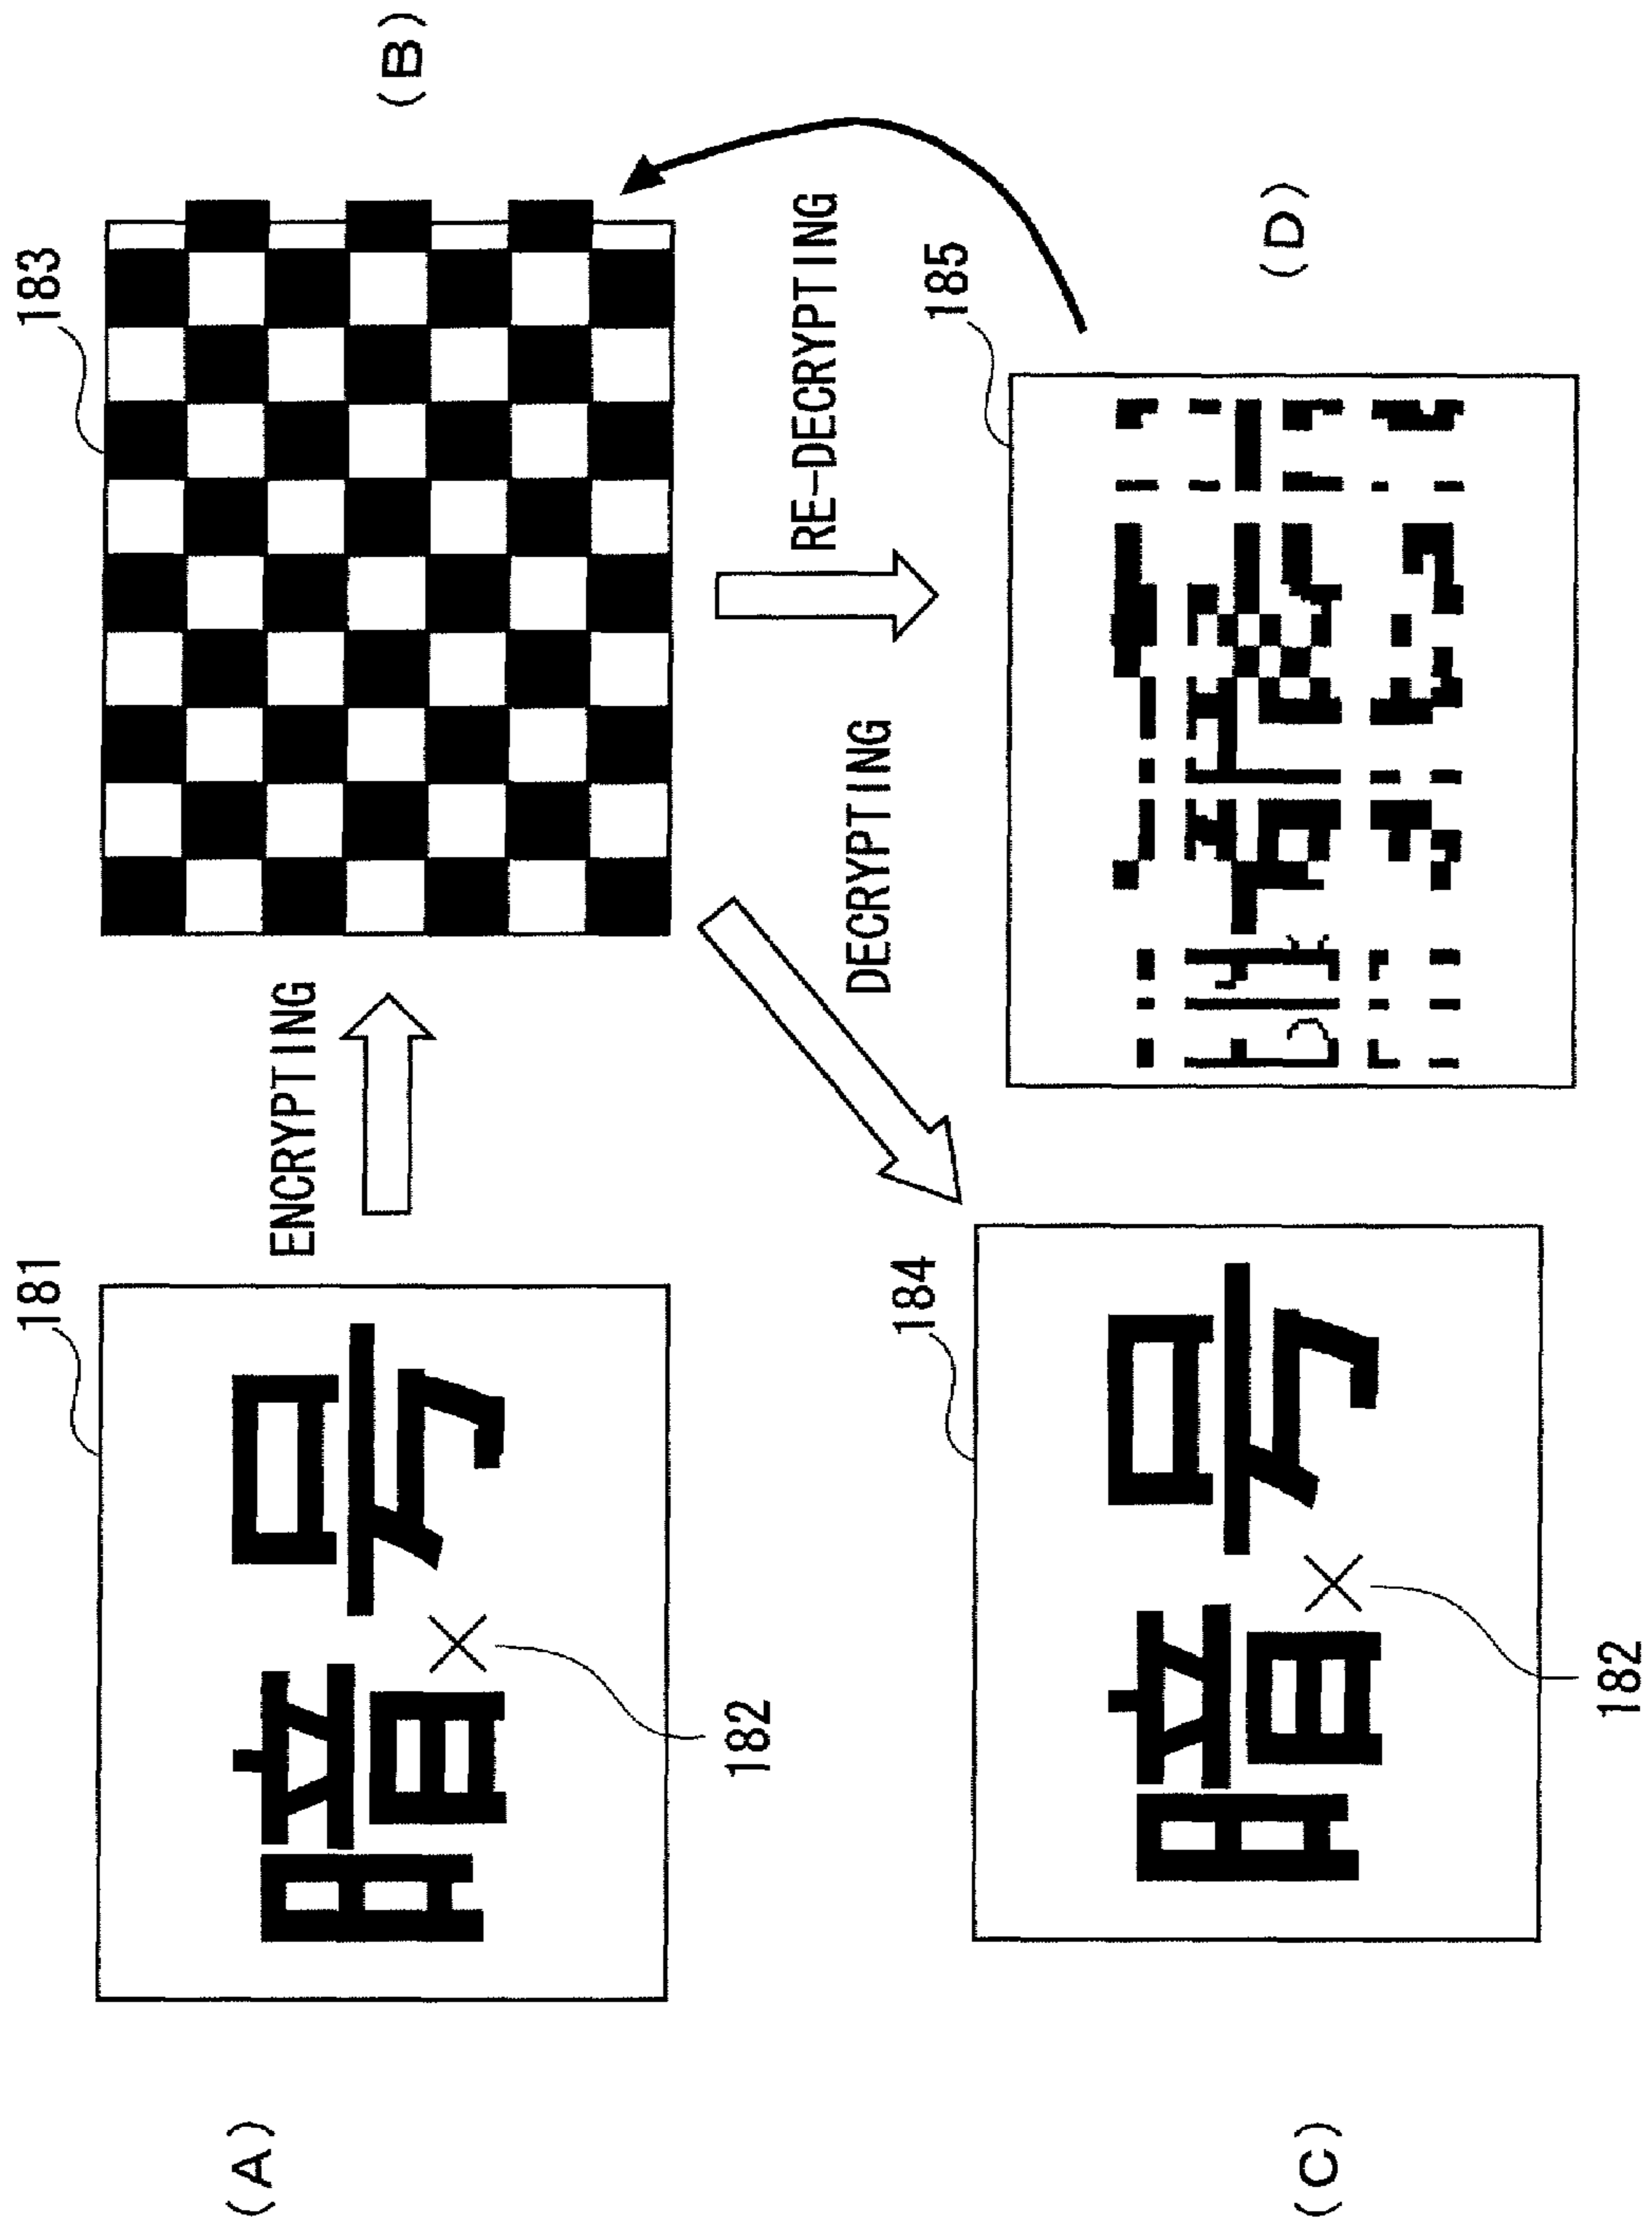 181
183
(A)
ENCRYPTING
(B)
暗号
182
RE-DECRYPTING
DECRYPTING
184
185
暗号
(C)
(D)
182